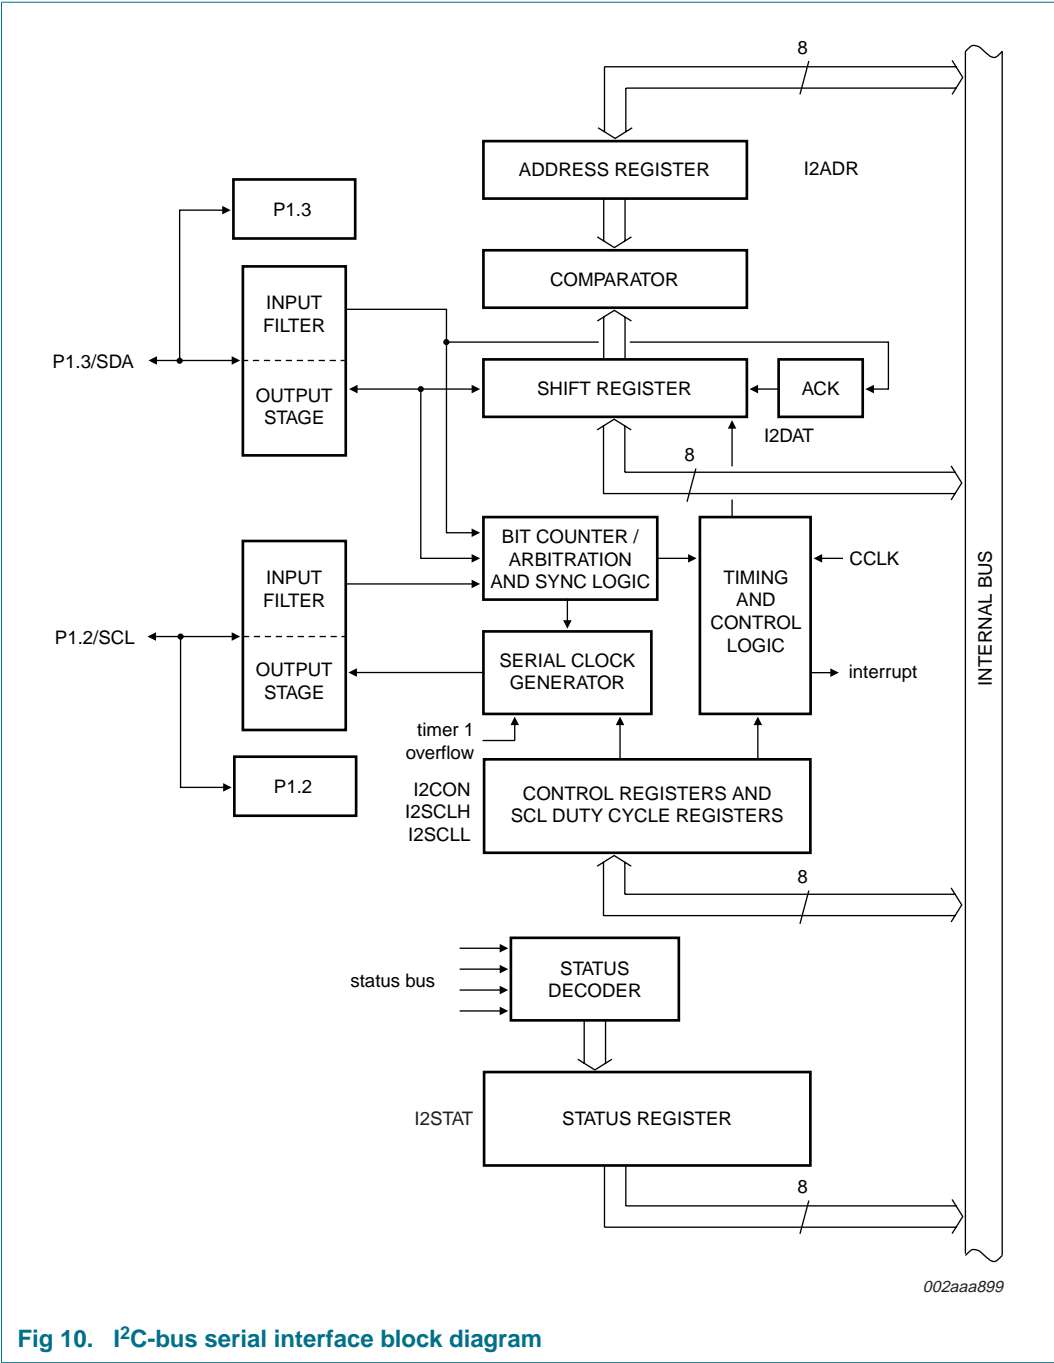 8
ADDRESS REGISTER
I2ADR
P1.3
COMPARATOR
INPUT
FILTER
P1.3/SDA
OUTPUT
STAGE
SHIFT REGISTER
ACK
I2DAT
8
BIT COUNTER /
ARBITRATION
AND SYNC LOGIC
INPUT
FILTER
TIMING
AND
CONTROL
LOGIC
CCLK
INTERNAL BUS
P1.2/SCL
OUTPUT
STAGE
SERIAL CLOCK
GENERATOR
interrupt
timer 1
overflow
P1.2
I2CON
I2SCLH
I2SCLL
CONTROL REGISTERS AND
SCL DUTY CYCLE REGISTERS
8
status bus
STATUS
DECODER
I2STAT
STATUS REGISTER
8
002aaa899
Fig 10. I²C-bus serial interface block diagram